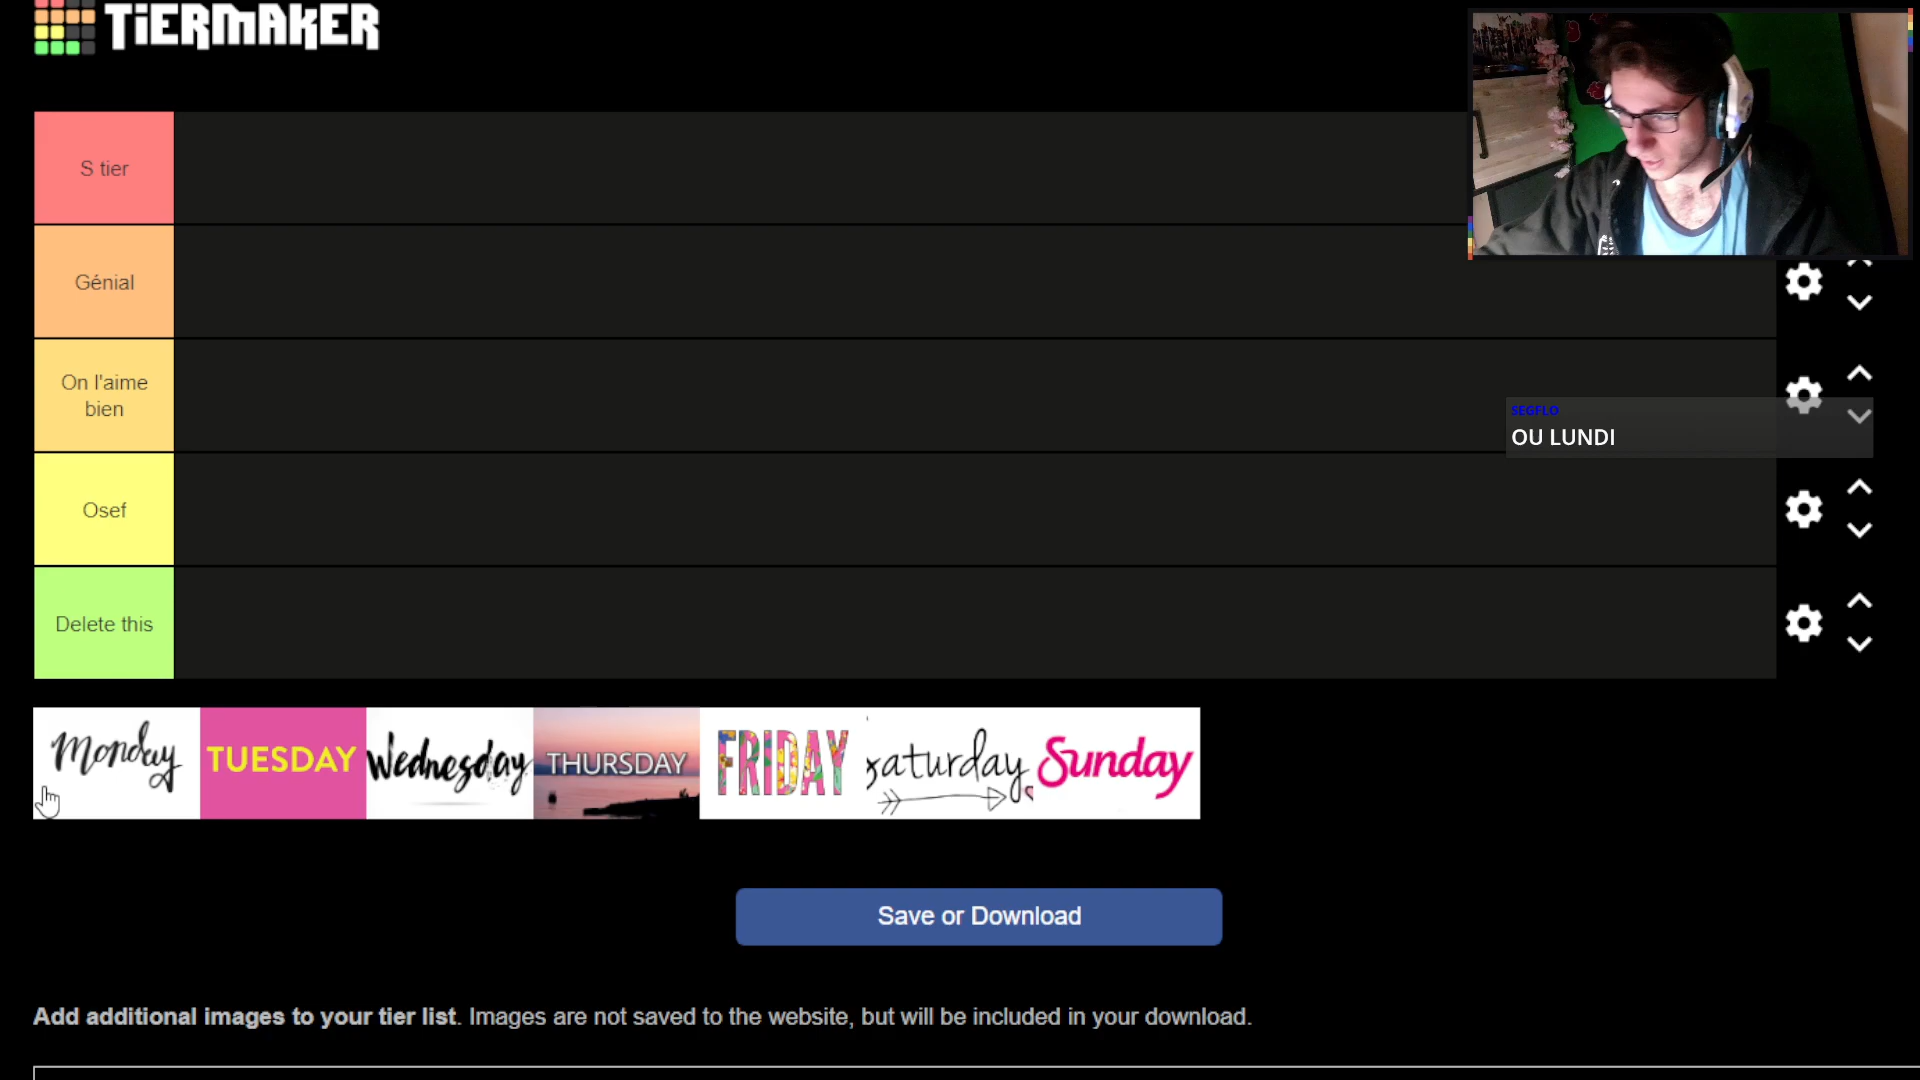 TiERMAKER
S tier
Génial
On l'aime
bien
SEGFLO
OU LUNDI
Osef
Delete this
Monday
TUESDAY
Wednesday
THURSDAY
FRIDAY
saturday
Sunday
Save or Download
Add additional images to your tier list. Images are not saved to the website, but will be included in your download.